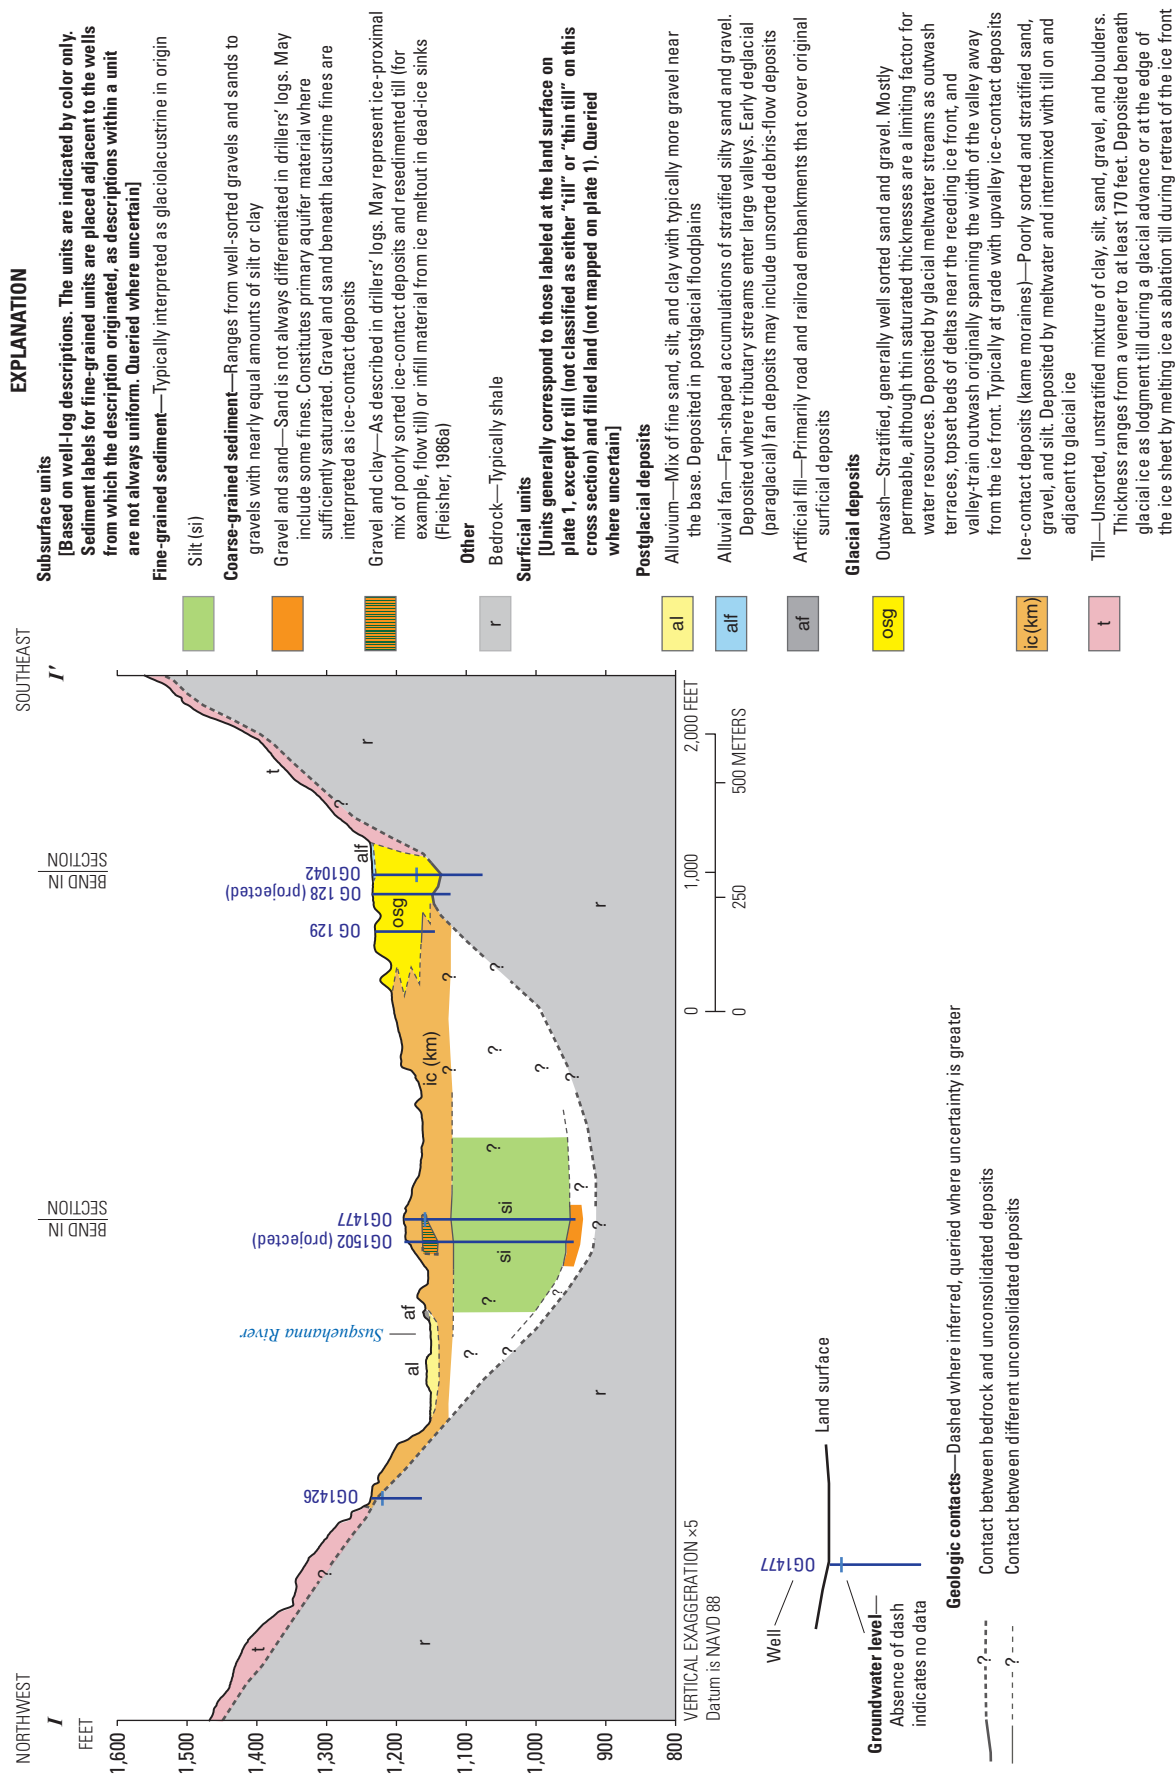 NORTHWEST
I
FEET
1,600
1,500
1,400
1,300
1,200
1,100
1,000
900
800
SOUTHEAST
I'
BEND IN
SECTION
BEND IN
SECTION
OG1426
Susquehanna River
OG1502 (projected)
OG1477
OG 129
OG 128 (projected)
OG1042
t
?
r
al
af
?
?
?
?
?
si
si
?
?
?
?
ic (km)
?
?
?
?
?
?
osg
alf
?
t
r
r
r
VERTICAL EXAGGERATION ×5
Datum is NAVD 88
0
1,000
2,000 FEET
0
250
500 METERS
Well
OG1477
Land surface
Groundwater level—
Absence of dash
indicates no data
Geologic contacts—Dashed where inferred, queried where uncertainty is greater
? Contact between bedrock and unconsolidated deposits
? Contact between different unconsolidated deposits
EXPLANATION
Subsurface units
[Based on well-log descriptions. The units are indicated by color only.
Sediment labels for fine-grained units are placed adjacent to the wells
from which the description originated, as descriptions within a unit
are not always uniform. Queried where uncertain]
Fine-grained sediment—Typically interpreted as glaciolacustrine in origin
Silt (si)
Coarse-grained sediment—Ranges from well-sorted gravels and sands to
gravels with nearly equal amounts of silt or clay
Gravel and sand—Sand is not always differentiated in drillers' logs. May
include some fines. Constitutes primary aquifer material where
sufficiently saturated. Gravel and sand beneath lacustrine fines are
interpreted as ice-contact deposits
Gravel and clay—As described in drillers' logs. May represent ice-proximal
mix of poorly sorted ice-contact deposits and resedimented till (for
example, flow till) or infill material from ice meltout in dead-ice sinks
(Fleisher, 1986a)
Other
r
Bedrock—Typically shale
Surficial units
[Units generally correspond to those labeled at the land surface on
plate 1, except for till (not classified as either "till" or "thin till" on this
cross section) and filled land (not mapped on plate 1). Queried
where uncertain]
Postglacial deposits
al
Alluvium—Mix of fine sand, silt, and clay with typically more gravel near
the base. Deposited in postglacial floodplains
alf
Alluvial fan—Fan-shaped accumulations of stratified silty sand and gravel.
Deposited where tributary streams enter large valleys. Early deglacial
(paraglacial) fan deposits may include unsorted debris-flow deposits
af
Artificial fill—Primarily road and railroad embankments that cover original
surficial deposits
Glacial deposits
osg
Outwash—Stratified, generally well sorted sand and gravel. Mostly
permeable, although thin saturated thicknesses are a limiting factor for
water resources. Deposited by glacial meltwater streams as outwash
terraces, topset beds of deltas near the receding ice front, and
valley-train outwash originally spanning the width of the valley away
from the ice front. Typically at grade with upvalley ice-contact deposits
ic (km)
Ice-contact deposits (kame moraines)—Poorly sorted and stratified sand,
gravel, and silt. Deposited by meltwater and intermixed with till on and
adjacent to glacial ice
t
Till—Unsorted, unstratified mixture of clay, silt, sand, gravel, and boulders.
Thickness ranges from a veneer to at least 170 feet. Deposited beneath
glacial ice as lodgment till during a glacial advance or at the edge of
the ice sheet by melting ice as ablation till during retreat of the ice front